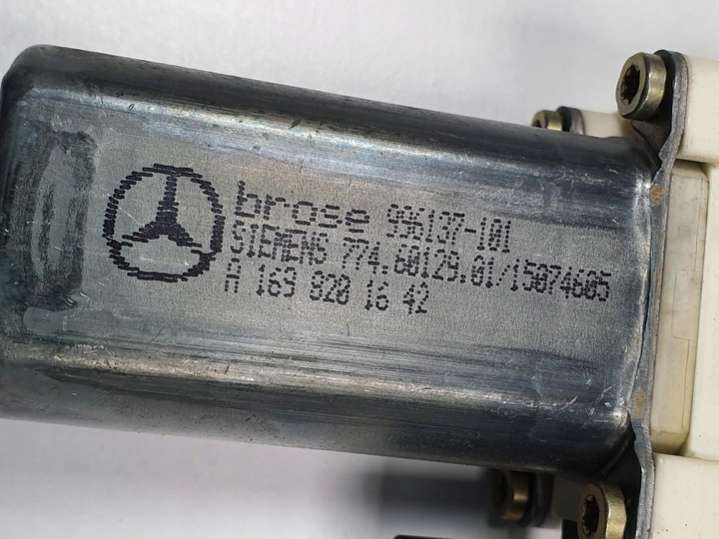 brose 996137-101
SIEMENS 774.60129.01/15074605
A 169 820 16 42